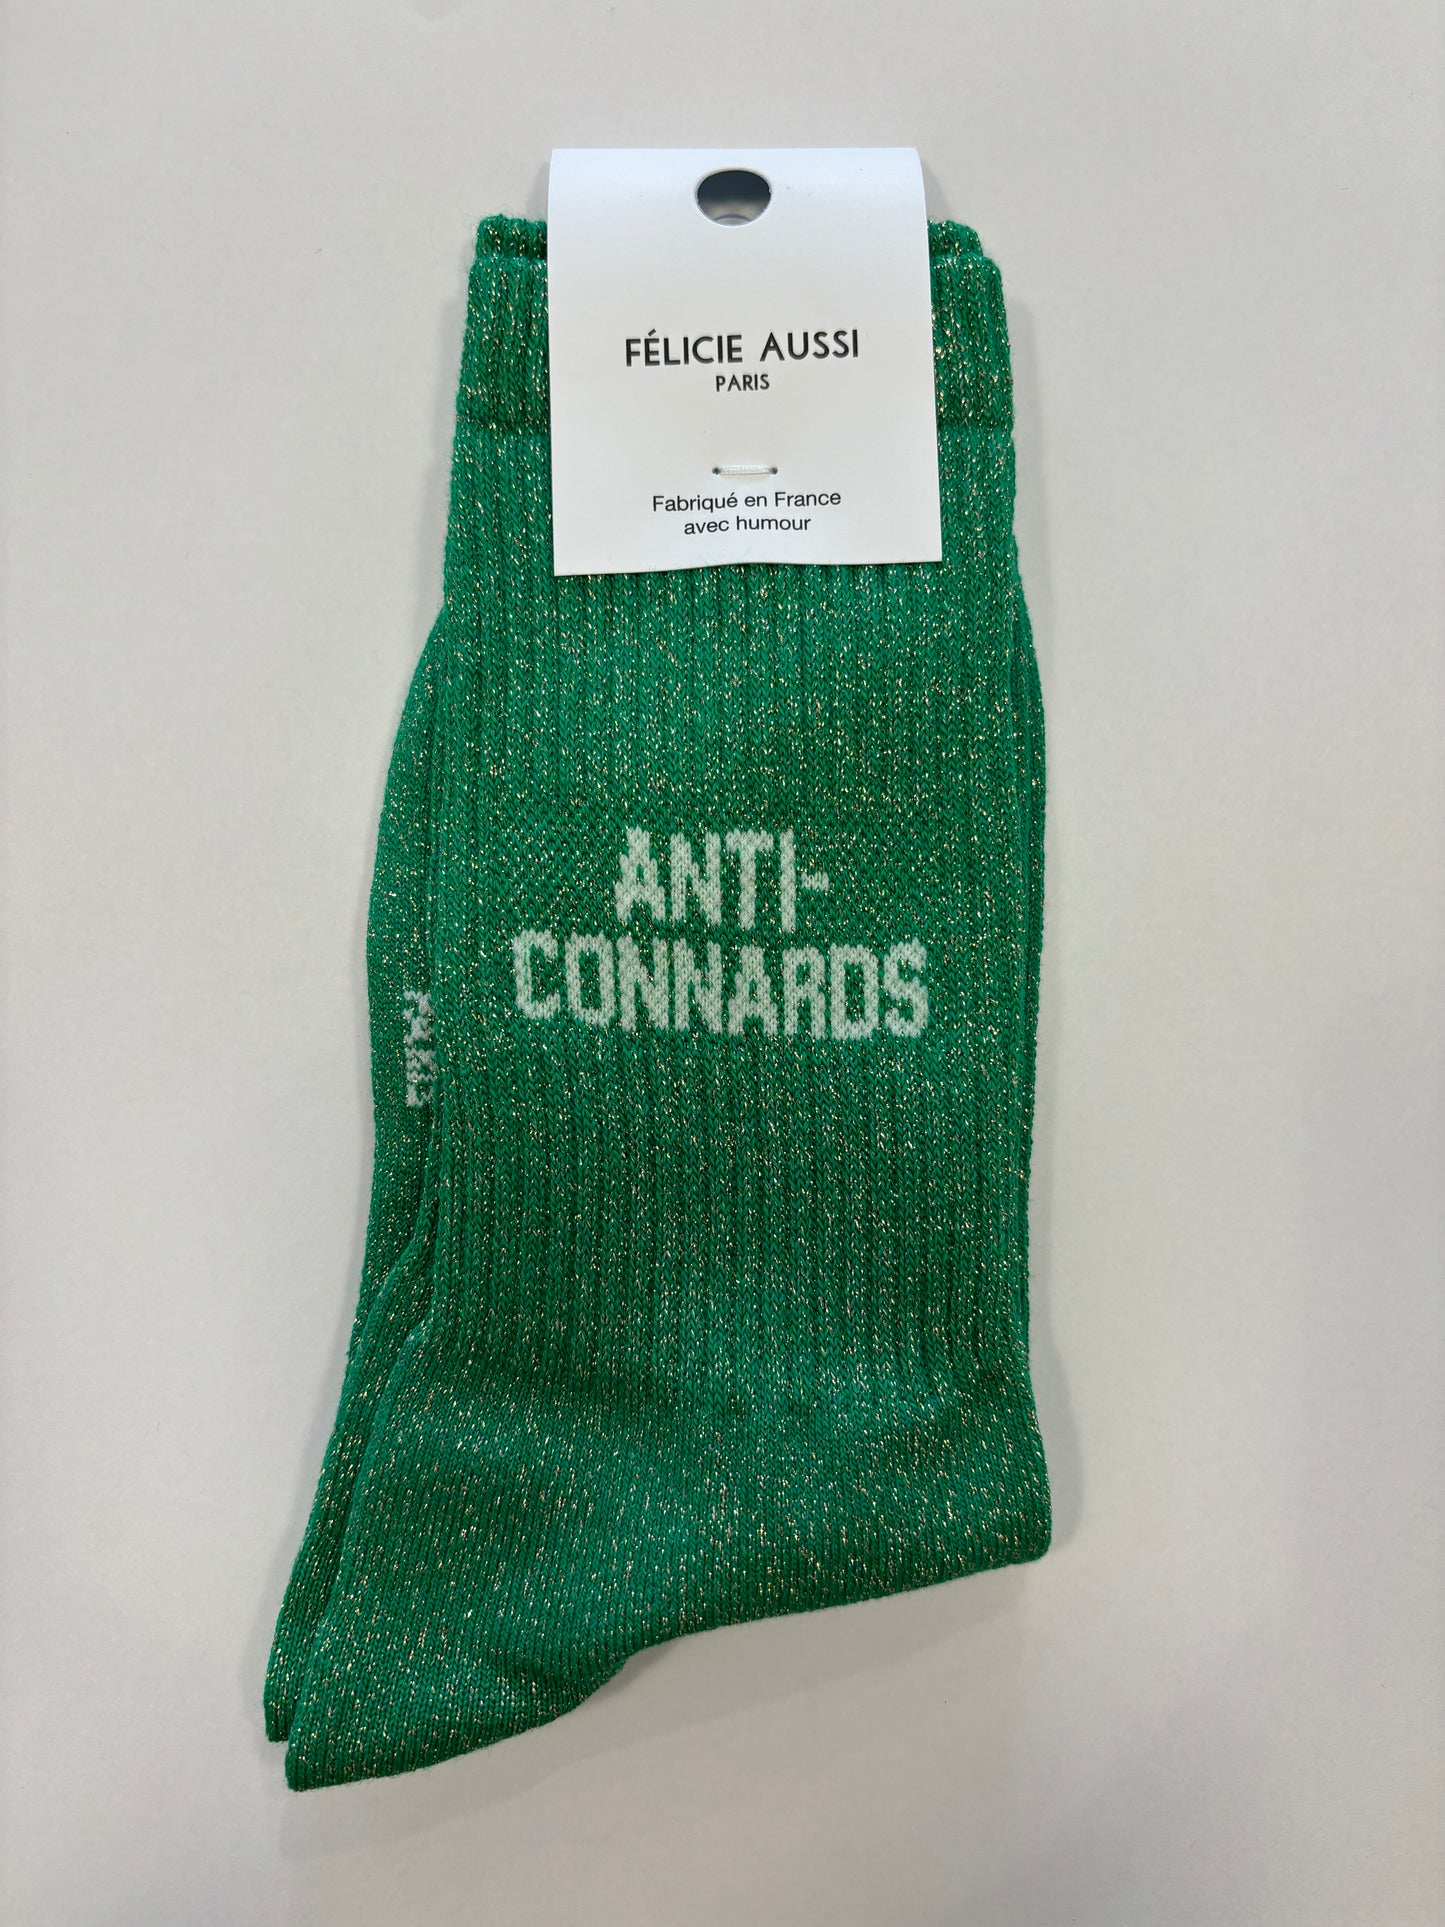 FÉLICIE AUSSI
PARIS
Fabriqué en France
avec humour
ANTI-
CONNARDS